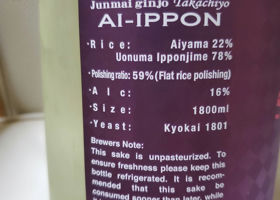 Junmai ginjo Takachiyo
AI-IPPON
・Rice: Aiyama 22%
Uonuma Ipponjime 78%
・Polishing ratio: 59% (Flat rice polishing)
・Alc: 16%
・Size: 1800ml
・Yeast: Kyokai 1801
Brewers Note:
This sake is unpasteurized. To
ensure freshness please keep this
bottle refrigerated. It is recom-
mended that this sake be
consumed sooner than later, while